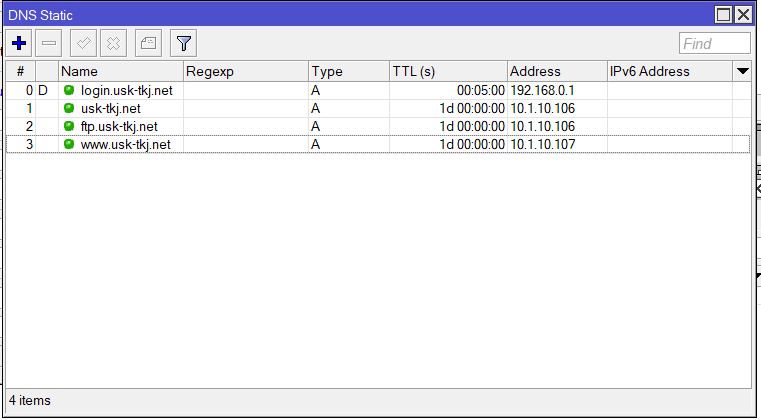 DNS Static
Find
# Name Regexp Type TTL (s) Address IPv6 Address
0 D login.usk-tkj.net A 00:05:00 192.168.0.1
1 usk-tkj.net A 1d 00:00:00 10.1.10.106
2 ftp.usk-tkj.net A 1d 00:00:00 10.1.10.106
3 www.usk-tkj.net A 1d 00:00:00 10.1.10.107
4 items